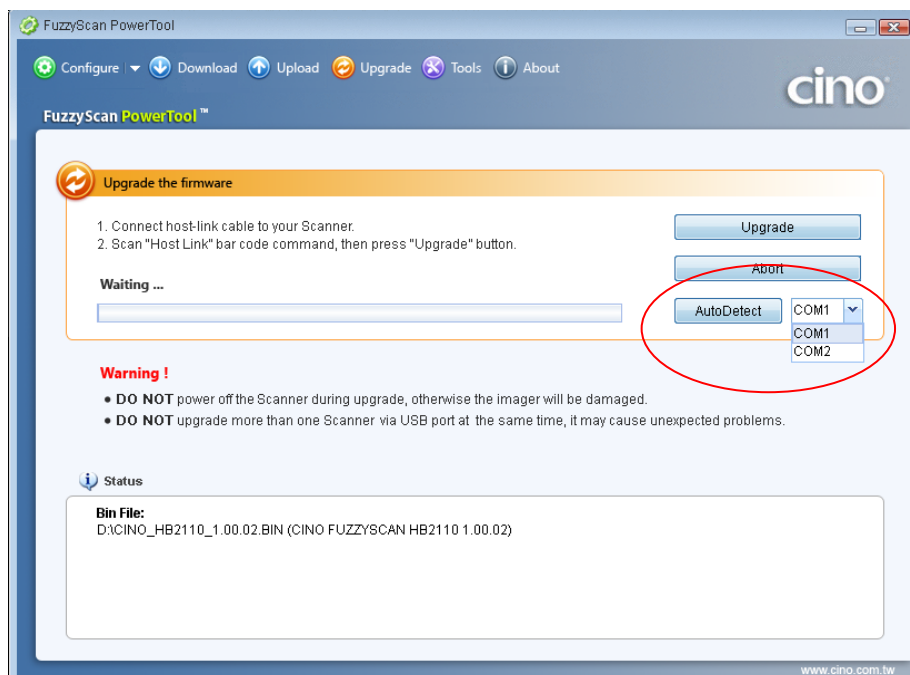 FuzzyScan PowerTool
Configure Download Upload Upgrade Tools About
cino
FuzzyScan PowerTool ™
Upgrade the firmware
1. Connect host-link cable to your Scanner.
2. Scan "Host Link" bar code command, then press "Upgrade" button.
Upgrade
Abort
Waiting ...
AutoDetect COM1
COM1
COM2
Warning !
• DO NOT power off the Scanner during upgrade, otherwise the imager will be damaged.
• DO NOT upgrade more than one Scanner via USB port at the same time, it may cause unexpected problems.
Status
Bin File:
D:\CINO_HB2110_1.00.02.BIN (CINO FUZZYSCAN HB2110 1.00.02)
www.cino.com.tw